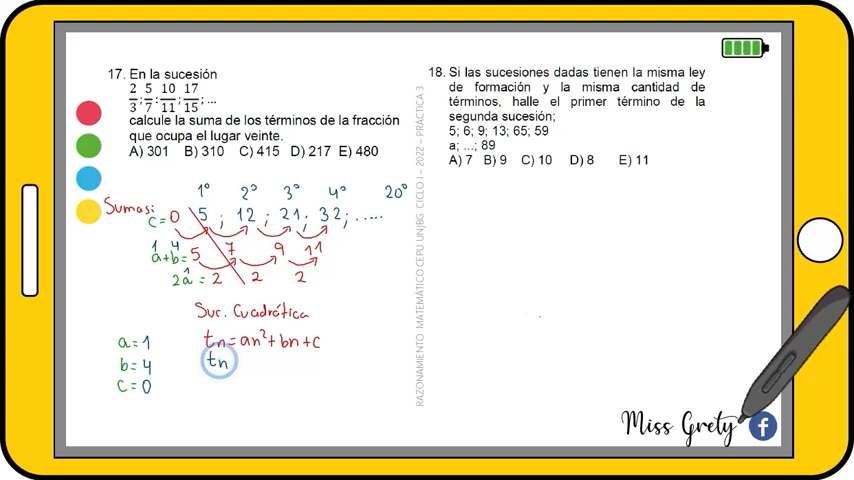 17. En la sucesión
2/3; 5/7; 10/11; 17/15; ...
calcule la suma de los términos de la fracción
que ocupa el lugar veinte.
A) 301 B) 310 C) 415 D) 217 E) 480
1° 2° 3° 4° 20°
Sumas:
c= 0 5 ; 12 ; 21 ; 32 ; .....
1 4
a+b= 5 7 9 11
1
2a = 2 2 2
Suc. Cuadrática
a = 1 tn = an²+bn+c
b = 4 tn
c = 0
RAZONAMIENTO MATEMÁTICO CEPU UNJBG CICLO I – 2022 – PRÁCTICA 3
18. Si las sucesiones dadas tienen la misma ley
de formación y la misma cantidad de
términos, halle el primer término de la
segunda sucesión;
5; 6; 9; 13; 65; 59
a; ...; 89
A) 7 B) 9 C) 10 D) 8 E) 11
Miss Grety f